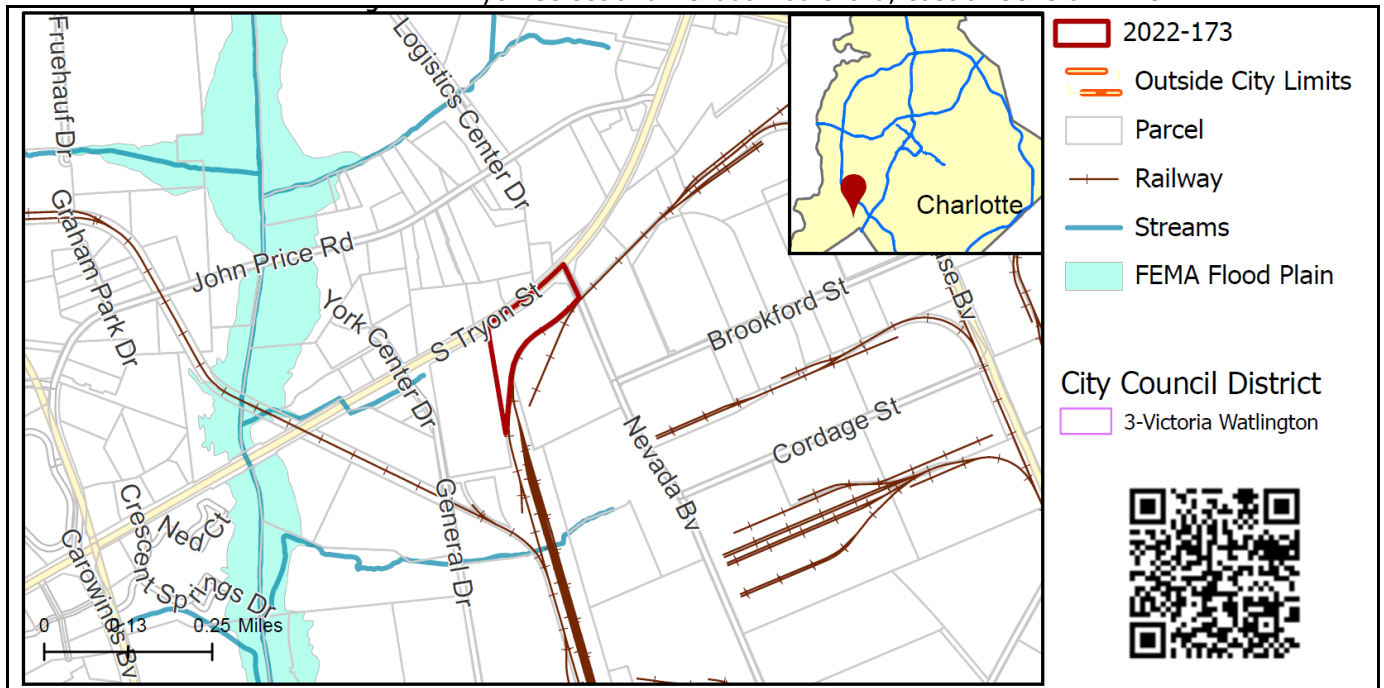 Fruehauf Dr
Logistics Center Dr
Graham Park Dr
John Price Rd
York Center Dr
S Tryon St
Brookford St
Cordage St
Nevada Bv
General Dr
Crescent Springs Dr
Ned Ct
Carowinds Bv
0 0.13 0.25 Miles
Charlotte
2022-173
Outside City Limits
Parcel
Railway
Streams
FEMA Flood Plain
City Council District
3-Victoria Watlington